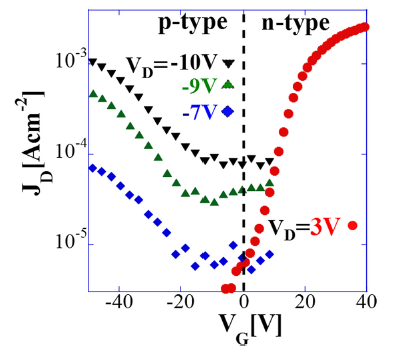 p-type n-type
V_D=-10V
-9V
-7V
V_D=3V
10^-3
10^-4
10^-5
J_D[Acm^-2]
-40 -20 0 20 40
V_G[V]